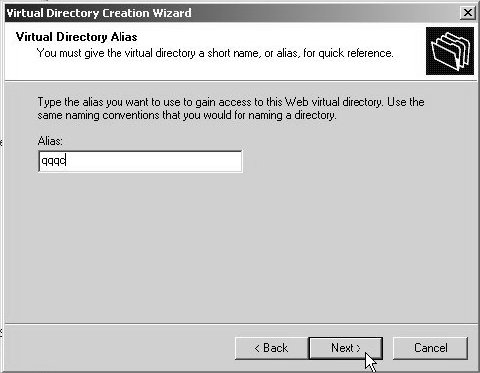 Virtual Directory Creation Wizard
Virtual Directory Alias
You must give the virtual directory a short name, or alias, for quick reference.
Type the alias you want to use to gain access to this Web virtual directory. Use the
same naming conventions that you would for naming a directory.
Alias:
qqqc
< Back
Next >
Cancel